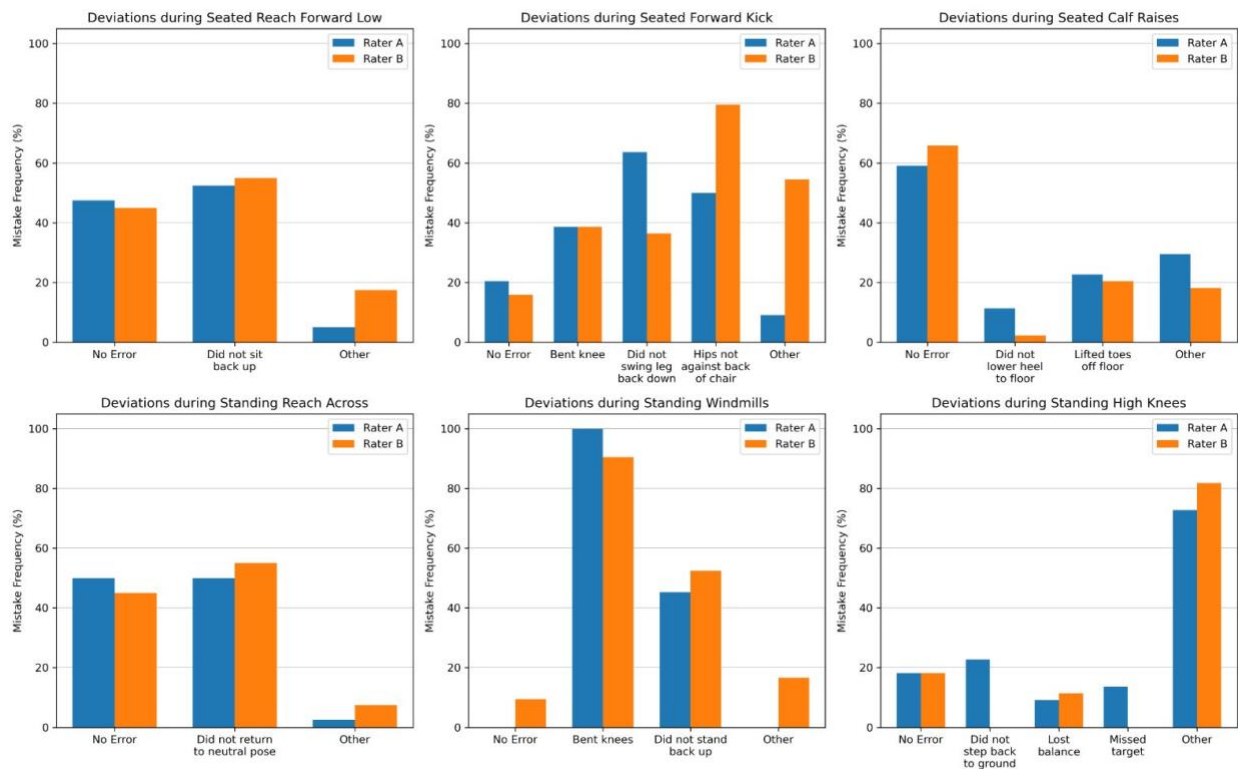 Deviations during Seated Reach Forward Low
100
80
60
40
20
0
Mistake Frequency (%)
Rater A
Rater B
No Error
Did not sit
back up
Other
Deviations during Seated Forward Kick
100
80
60
40
20
0
Mistake Frequency (%)
Rater A
Rater B
No Error
Bent knee
Did not
swing leg
back down
Hips not
against back
of chair
Other
Deviations during Seated Calf Raises
100
80
60
40
20
0
Mistake Frequency (%)
Rater A
Rater B
No Error
Did not
lower heel
to floor
Lifted toes
off floor
Other
Deviations during Standing Reach Across
100
80
60
40
20
0
Mistake Frequency (%)
Rater A
Rater B
No Error
Did not return
to neutral pose
Other
Deviations during Standing Windmills
100
80
60
40
20
0
Mistake Frequency (%)
Rater A
Rater B
No Error
Bent knees
Did not stand
back up
Other
Deviations during Standing High Knees
100
80
60
40
20
0
Mistake Frequency (%)
Rater A
Rater B
No Error
Did not
step back
to ground
Lost
balance
Missed
target
Other